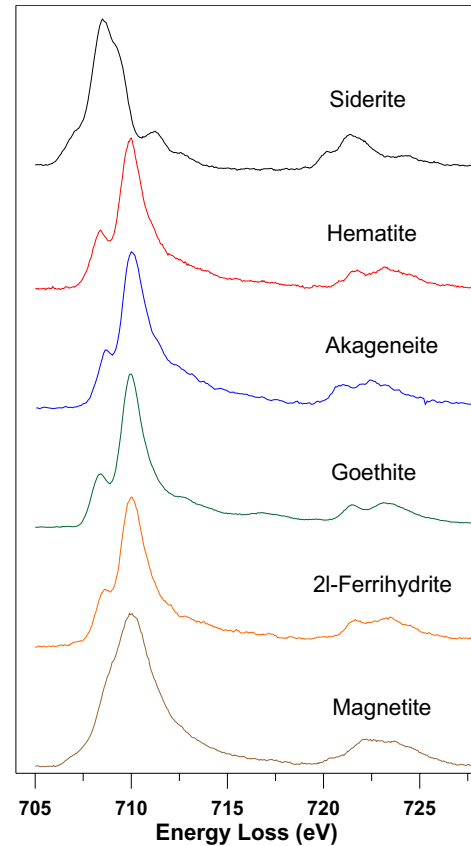 Siderite
Hematite
Akageneite
Goethite
2l-Ferrihydrite
Magnetite
705 710 715 720 725
Energy Loss (eV)